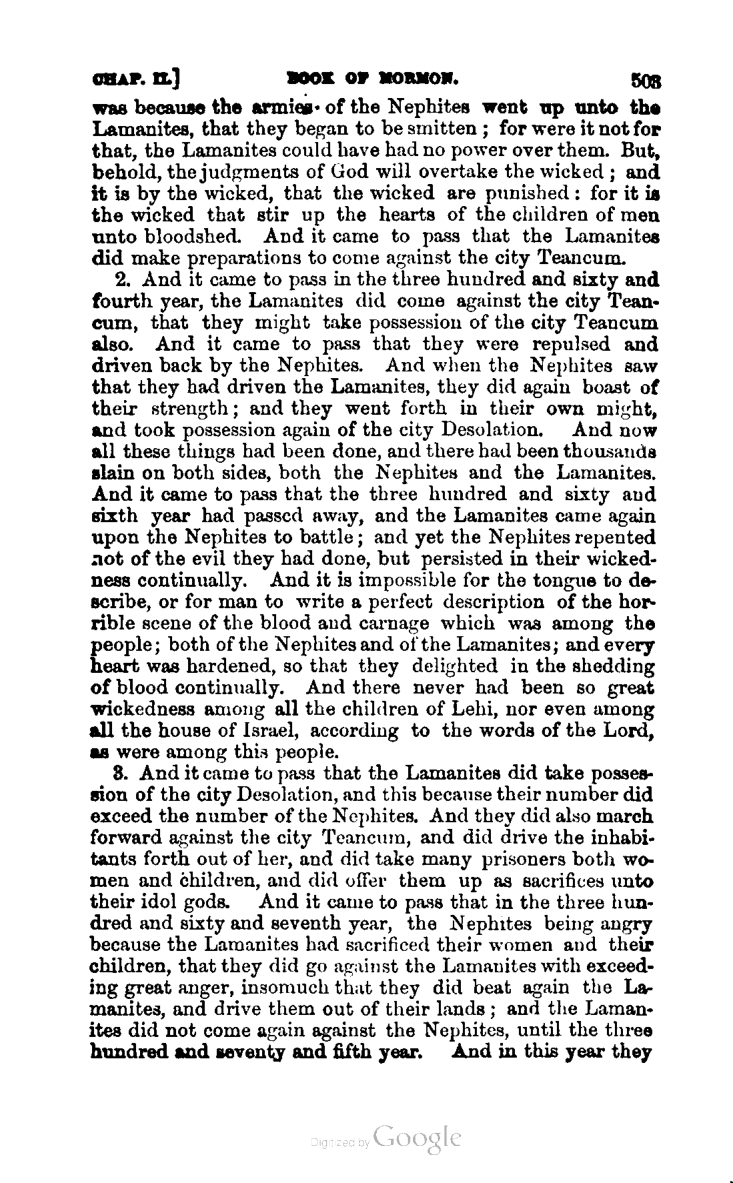 CHAP. II.] BOOK OF MORMON. 503
was because the armies of the Nephites went up unto the
Lamanites, that they began to be smitten ; for were it not for
that, the Lamanites could have had no power over them. But,
behold, the judgments of God will overtake the wicked ; and
it is by the wicked, that the wicked are punished : for it is
the wicked that stir up the hearts of the children of men
unto bloodshed. And it came to pass that the Lamanites
did make preparations to come against the city Teancum.
2. And it came to pass in the three hundred and sixty and
fourth year, the Lamanites did come against the city Tean-
cum, that they might take possession of the city Teancum
also. And it came to pass that they were repulsed and
driven back by the Nephites. And when the Nephites saw
that they had driven the Lamanites, they did again boast of
their strength ; and they went forth in their own might,
and took possession again of the city Desolation. And now
all these things had been done, and there had been thousands
slain on both sides, both the Nephites and the Lamanites.
And it came to pass that the three hundred and sixty and
sixth year had passed away, and the Lamanites came again
upon the Nephites to battle ; and yet the Nephites repented
not of the evil they had done, but persisted in their wicked-
ness continually. And it is impossible for the tongue to de-
scribe, or for man to write a perfect description of the hor-
rible scene of the blood and carnage which was among the
people ; both of the Nephites and of the Lamanites ; and every
heart was hardened, so that they delighted in the shedding
of blood continually. And there never had been so great
wickedness among all the children of Lehi, nor even among
all the house of Israel, according to the words of the Lord,
as were among this people.
3. And it came to pass that the Lamanites did take posses-
sion of the city Desolation, and this because their number did
exceed the number of the Nephites. And they did also march
forward against the city Teancum, and did drive the inhabi-
tants forth out of her, and did take many prisoners both wo-
men and children, and did offer them up as sacrifices unto
their idol gods. And it came to pass that in the three hun-
dred and sixty and seventh year, the Nephites being angry
because the Lamanites had sacrificed their women and their
children, that they did go against the Lamanites with exceed-
ing great anger, insomuch that they did beat again the La-
manites, and drive them out of their lands ; and the Laman-
ites did not come again against the Nephites, until the three
hundred and seventy and fifth year. And in this year they
Digitized by Google